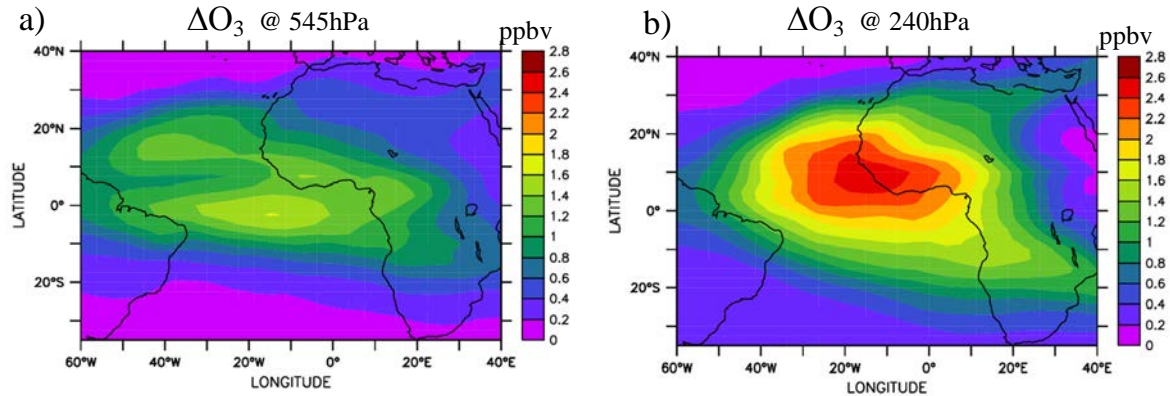 a) ΔO₃ @ 545hPa
ppbv
40°N
20°N
0°
20°S
LATITUDE
60°W 40°W 20°W 0° 20°E 40°E
LONGITUDE
2.8
2.6
2.4
2.2
2
1.8
1.6
1.4
1.2
1
0.8
0.6
0.4
0.2
0
b) ΔO₃ @ 240hPa
ppbv
40°N
20°N
0°
20°S
LATITUDE
60°W 40°W 20°W 0° 20°E 40°E
LONGITUDE
2.8
2.6
2.4
2.2
2
1.8
1.6
1.4
1.2
1
0.8
0.6
0.4
0.2
0